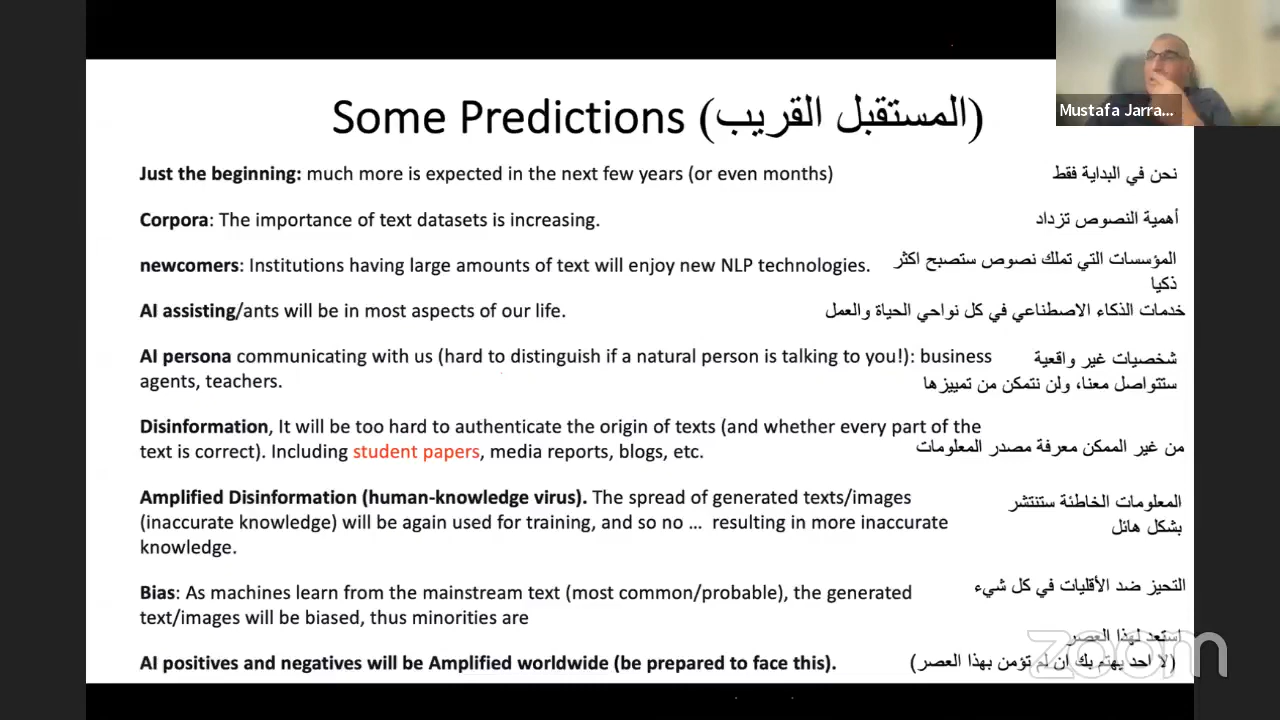 Mustafa Jarra...
Some Predictions (المستقبل القريب)
Just the beginning: much more is expected in the next few years (or even months)
نحن في البداية فقط
Corpora: The importance of text datasets is increasing.
أهمية النصوص تزداد
newcomers: Institutions having large amounts of text will enjoy new NLP technologies.
المؤسسات التي تملك نصوص ستصبح اكثر
ذكيا
AI assisting/ants will be in most aspects of our life.
خدمات الذكاء الاصطناعي في كل نواحي الحياة والعمل
AI persona communicating with us (hard to distinguish if a natural person is talking to you!): business
agents, teachers.
شخصيات غير واقعية
ستتواصل معنا، ولن نتمكن من تمييزها
Disinformation, It will be too hard to authenticate the origin of texts (and whether every part of the
text is correct). Including student papers, media reports, blogs, etc.
من غير الممكن معرفة مصدر المعلومات
Amplified Disinformation (human-knowledge virus). The spread of generated texts/images
(inaccurate knowledge) will be again used for training, and so no … resulting in more inaccurate
knowledge.
المعلومات الخاطئة ستنتشر
بشكل هائل
Bias: As machines learn from the mainstream text (most common/probable), the generated
text/images will be biased, thus minorities are
التحيز ضد الأقليات في كل شيء
AI positives and negatives will be Amplified worldwide (be prepared to face this).
استعد لهذا العصر
(لا احد يهتم بك ان لم تؤمن بهذا العصر)
zoom